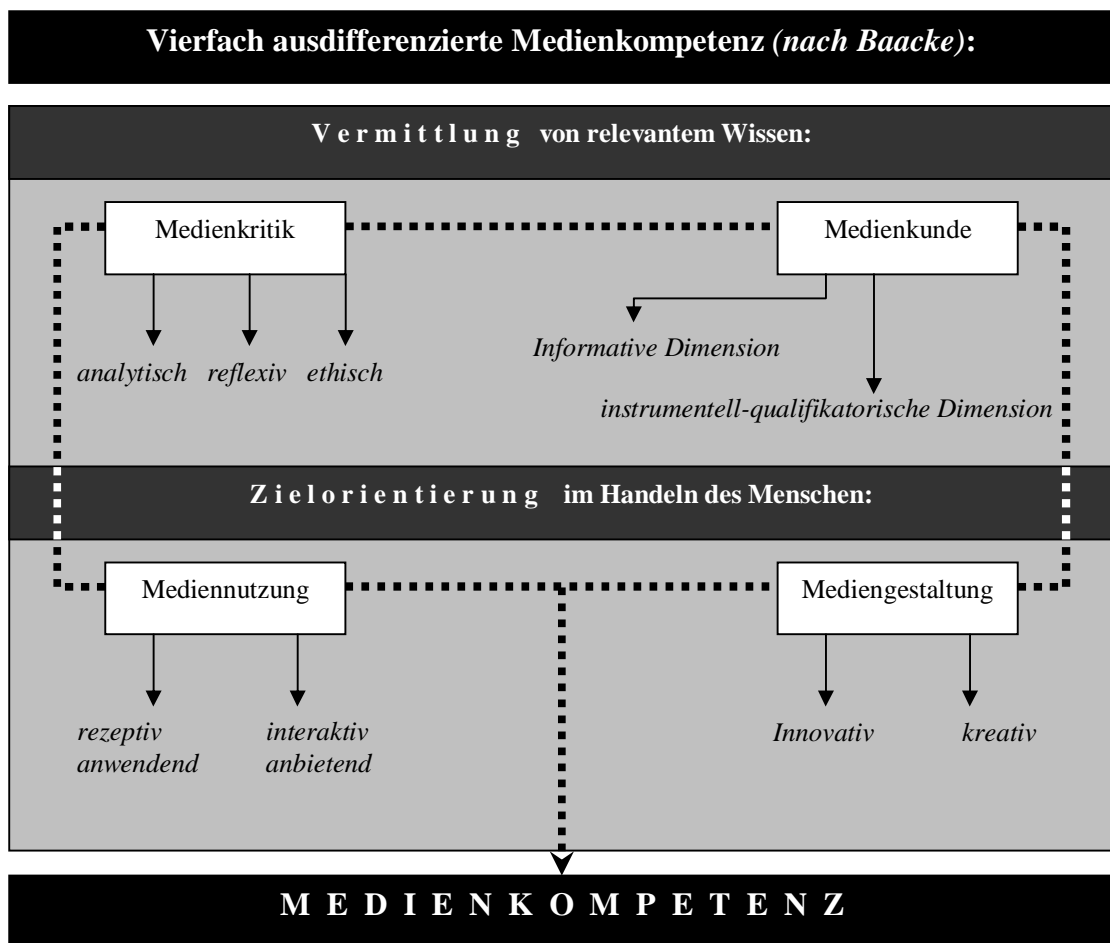 Vierfach ausdifferenzierte Medienkompetenz (nach Baacke):
V e r m i t t l u n g von relevantem Wissen:
Medienkritik
Medienkunde
analytisch reflexiv ethisch
Informative Dimension
instrumentell-qualifikatorische Dimension
Z i e l o r i e n t i e r u n g im Handeln des Menschen:
Mediennutzung
Mediengestaltung
rezeptiv
anwendend
interaktiv
anbietend
Innovativ
kreativ
M E D I E N K O M P E T E N Z